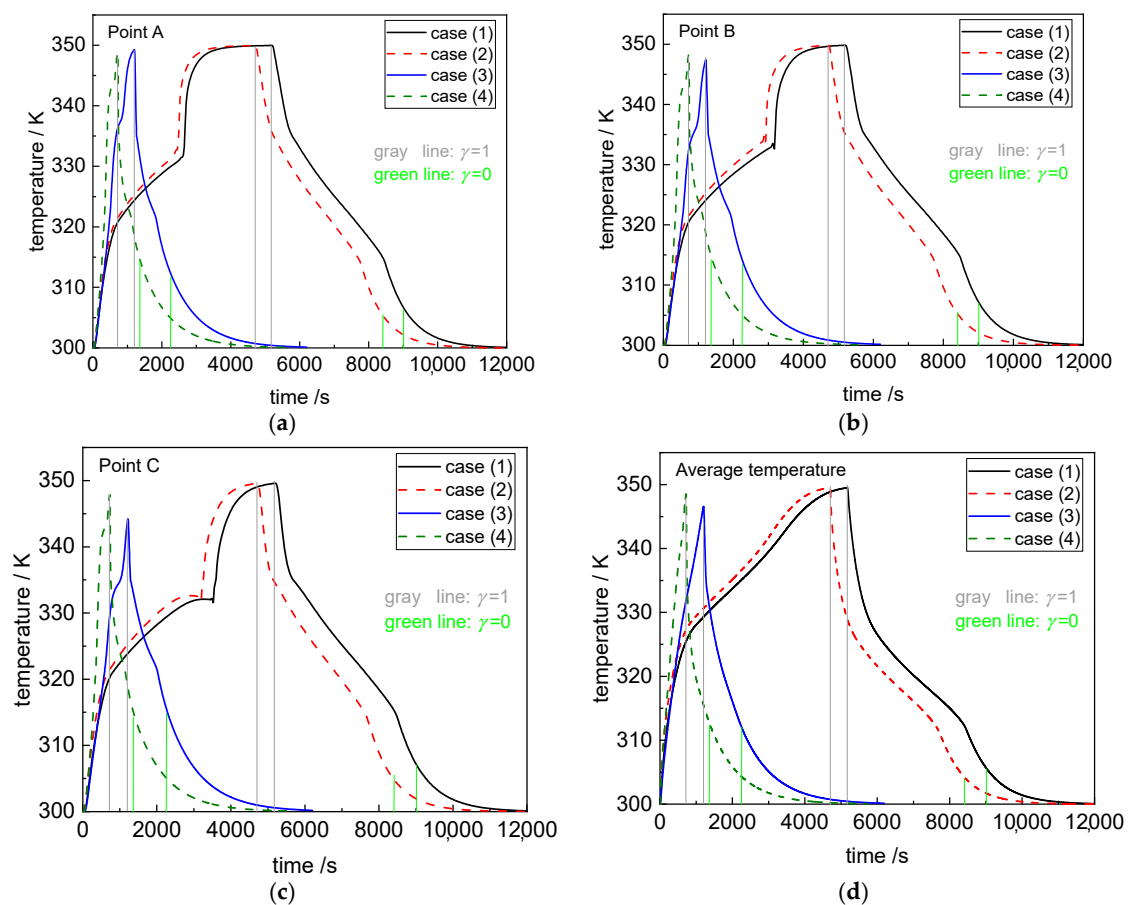 Point A
case (1)
case (2)
case (3)
case (4)
gray line: γ=1
green line: γ=0
350
340
330
320
310
300
temperature / K
0 2000 4000 6000 8000 10,000 12,000
time /s
(a)
Point B
case (1)
case (2)
case (3)
case (4)
gray line: γ=1
green line: γ=0
350
340
330
320
310
300
temperature / K
0 2000 4000 6000 8000 10,000 12,000
time /s
(b)
Point C
case (1)
case (2)
case (3)
case (4)
gray line: γ=1
green line: γ=0
350
340
330
320
310
300
temperature / K
0 2000 4000 6000 8000 10,000 12,000
time /s
(c)
Average temperature
case (1)
case (2)
case (3)
case (4)
gray line: γ=1
green line: γ=0
350
340
330
320
310
300
temperature / K
0 2000 4000 6000 8000 10,000 12,000
time /s
(d)